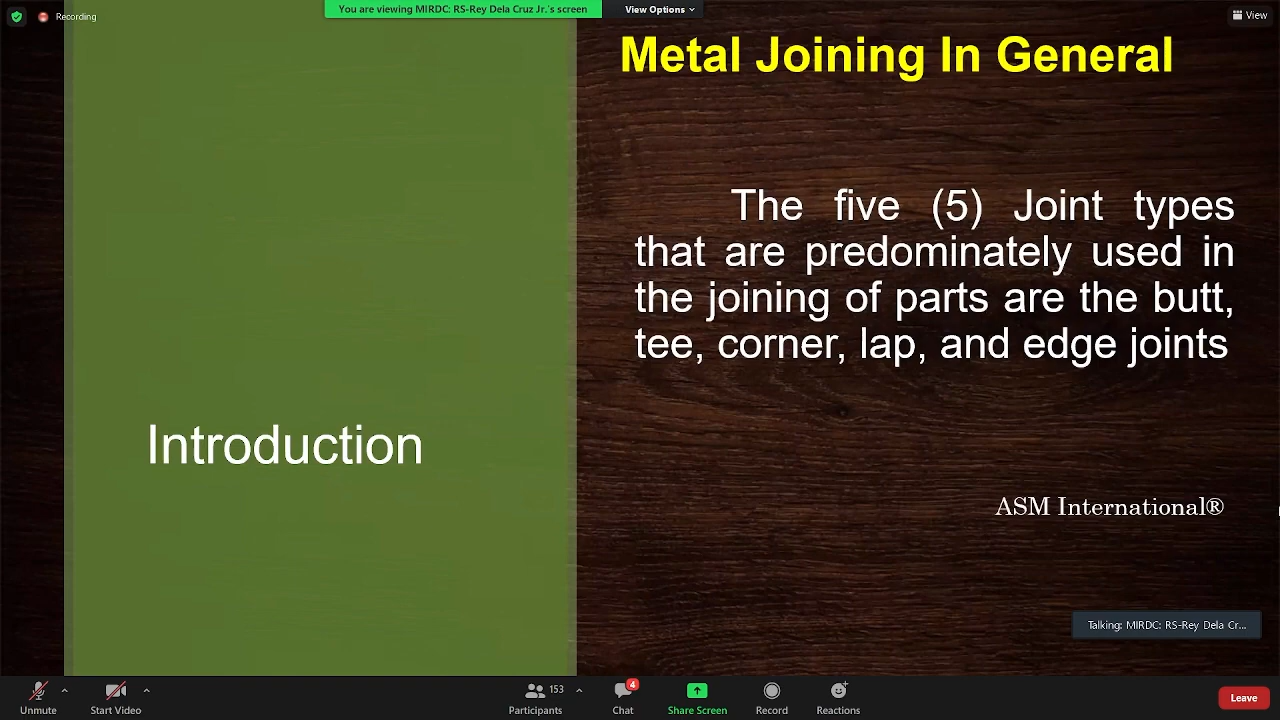 Recording
You are viewing MIRDC: RS-Rey Dela Cruz Jr.'s screen
View Options
View
Metal Joining In General
The five (5) Joint types
that are predominately used in
the joining of parts are the butt,
tee, corner, lap, and edge joints
Introduction
ASM International®
Talking: MIRDC: RS-Rey Dela Cr...
Unmute
Start Video
153
Participants
4
Chat
Share Screen
Record
Reactions
Leave